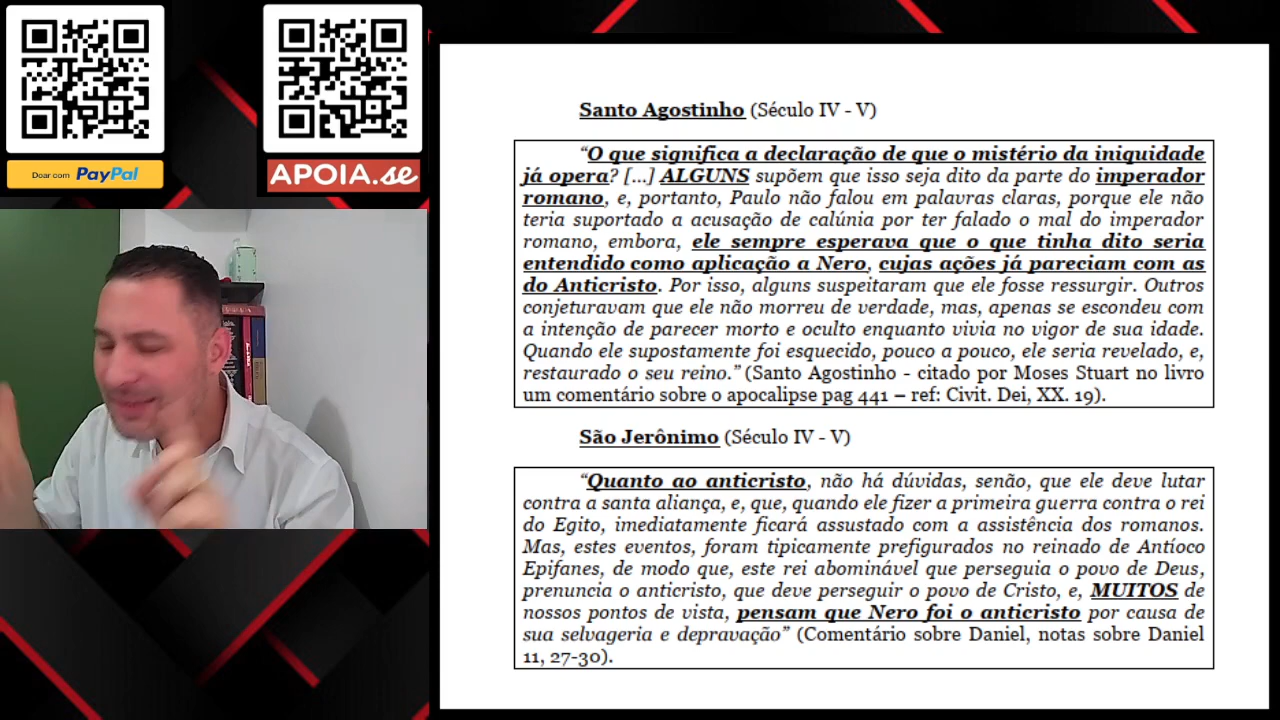 Doar com PayPal
APOIA.se
Santo Agostinho (Século IV - V)
“O que significa a declaração de que o mistério da iniquidade
já opera? [...] ALGUNS supõem que isso seja dito da parte do imperador
romano, e, portanto, Paulo não falou em palavras claras, porque ele não
teria suportado a acusação de calúnia por ter falado o mal do imperador
romano, embora, ele sempre esperava que o que tinha dito seria
entendido como aplicação a Nero, cujas ações já pareciam com as
do Anticristo. Por isso, alguns suspeitaram que ele fosse ressurgir. Outros
conjeturavam que ele não morreu de verdade, mas, apenas se escondeu com
a intenção de parecer morto e oculto enquanto vivia no vigor de sua idade.
Quando ele supostamente foi esquecido, pouco a pouco, ele seria revelado, e,
restaurado o seu reino.” (Santo Agostinho - citado por Moses Stuart no livro
um comentário sobre o apocalipse pag 441 – ref: Civit. Dei, XX. 19).
São Jerônimo (Século IV - V)
“Quanto ao anticristo, não há dúvidas, senão, que ele deve lutar
contra a santa aliança, e, que, quando ele fizer a primeira guerra contra o rei
do Egito, imediatamente ficará assustado com a assistência dos romanos.
Mas, estes eventos, foram tipicamente prefigurados no reinado de Antíoco
Epifanes, de modo que, este rei abominável que perseguia o povo de Deus,
prenuncia o anticristo, que deve perseguir o povo de Cristo, e, MUITOS de
nossos pontos de vista, pensam que Nero foi o anticristo por causa de
sua selvageria e depravação” (Comentário sobre Daniel, notas sobre Daniel
11, 27-30).